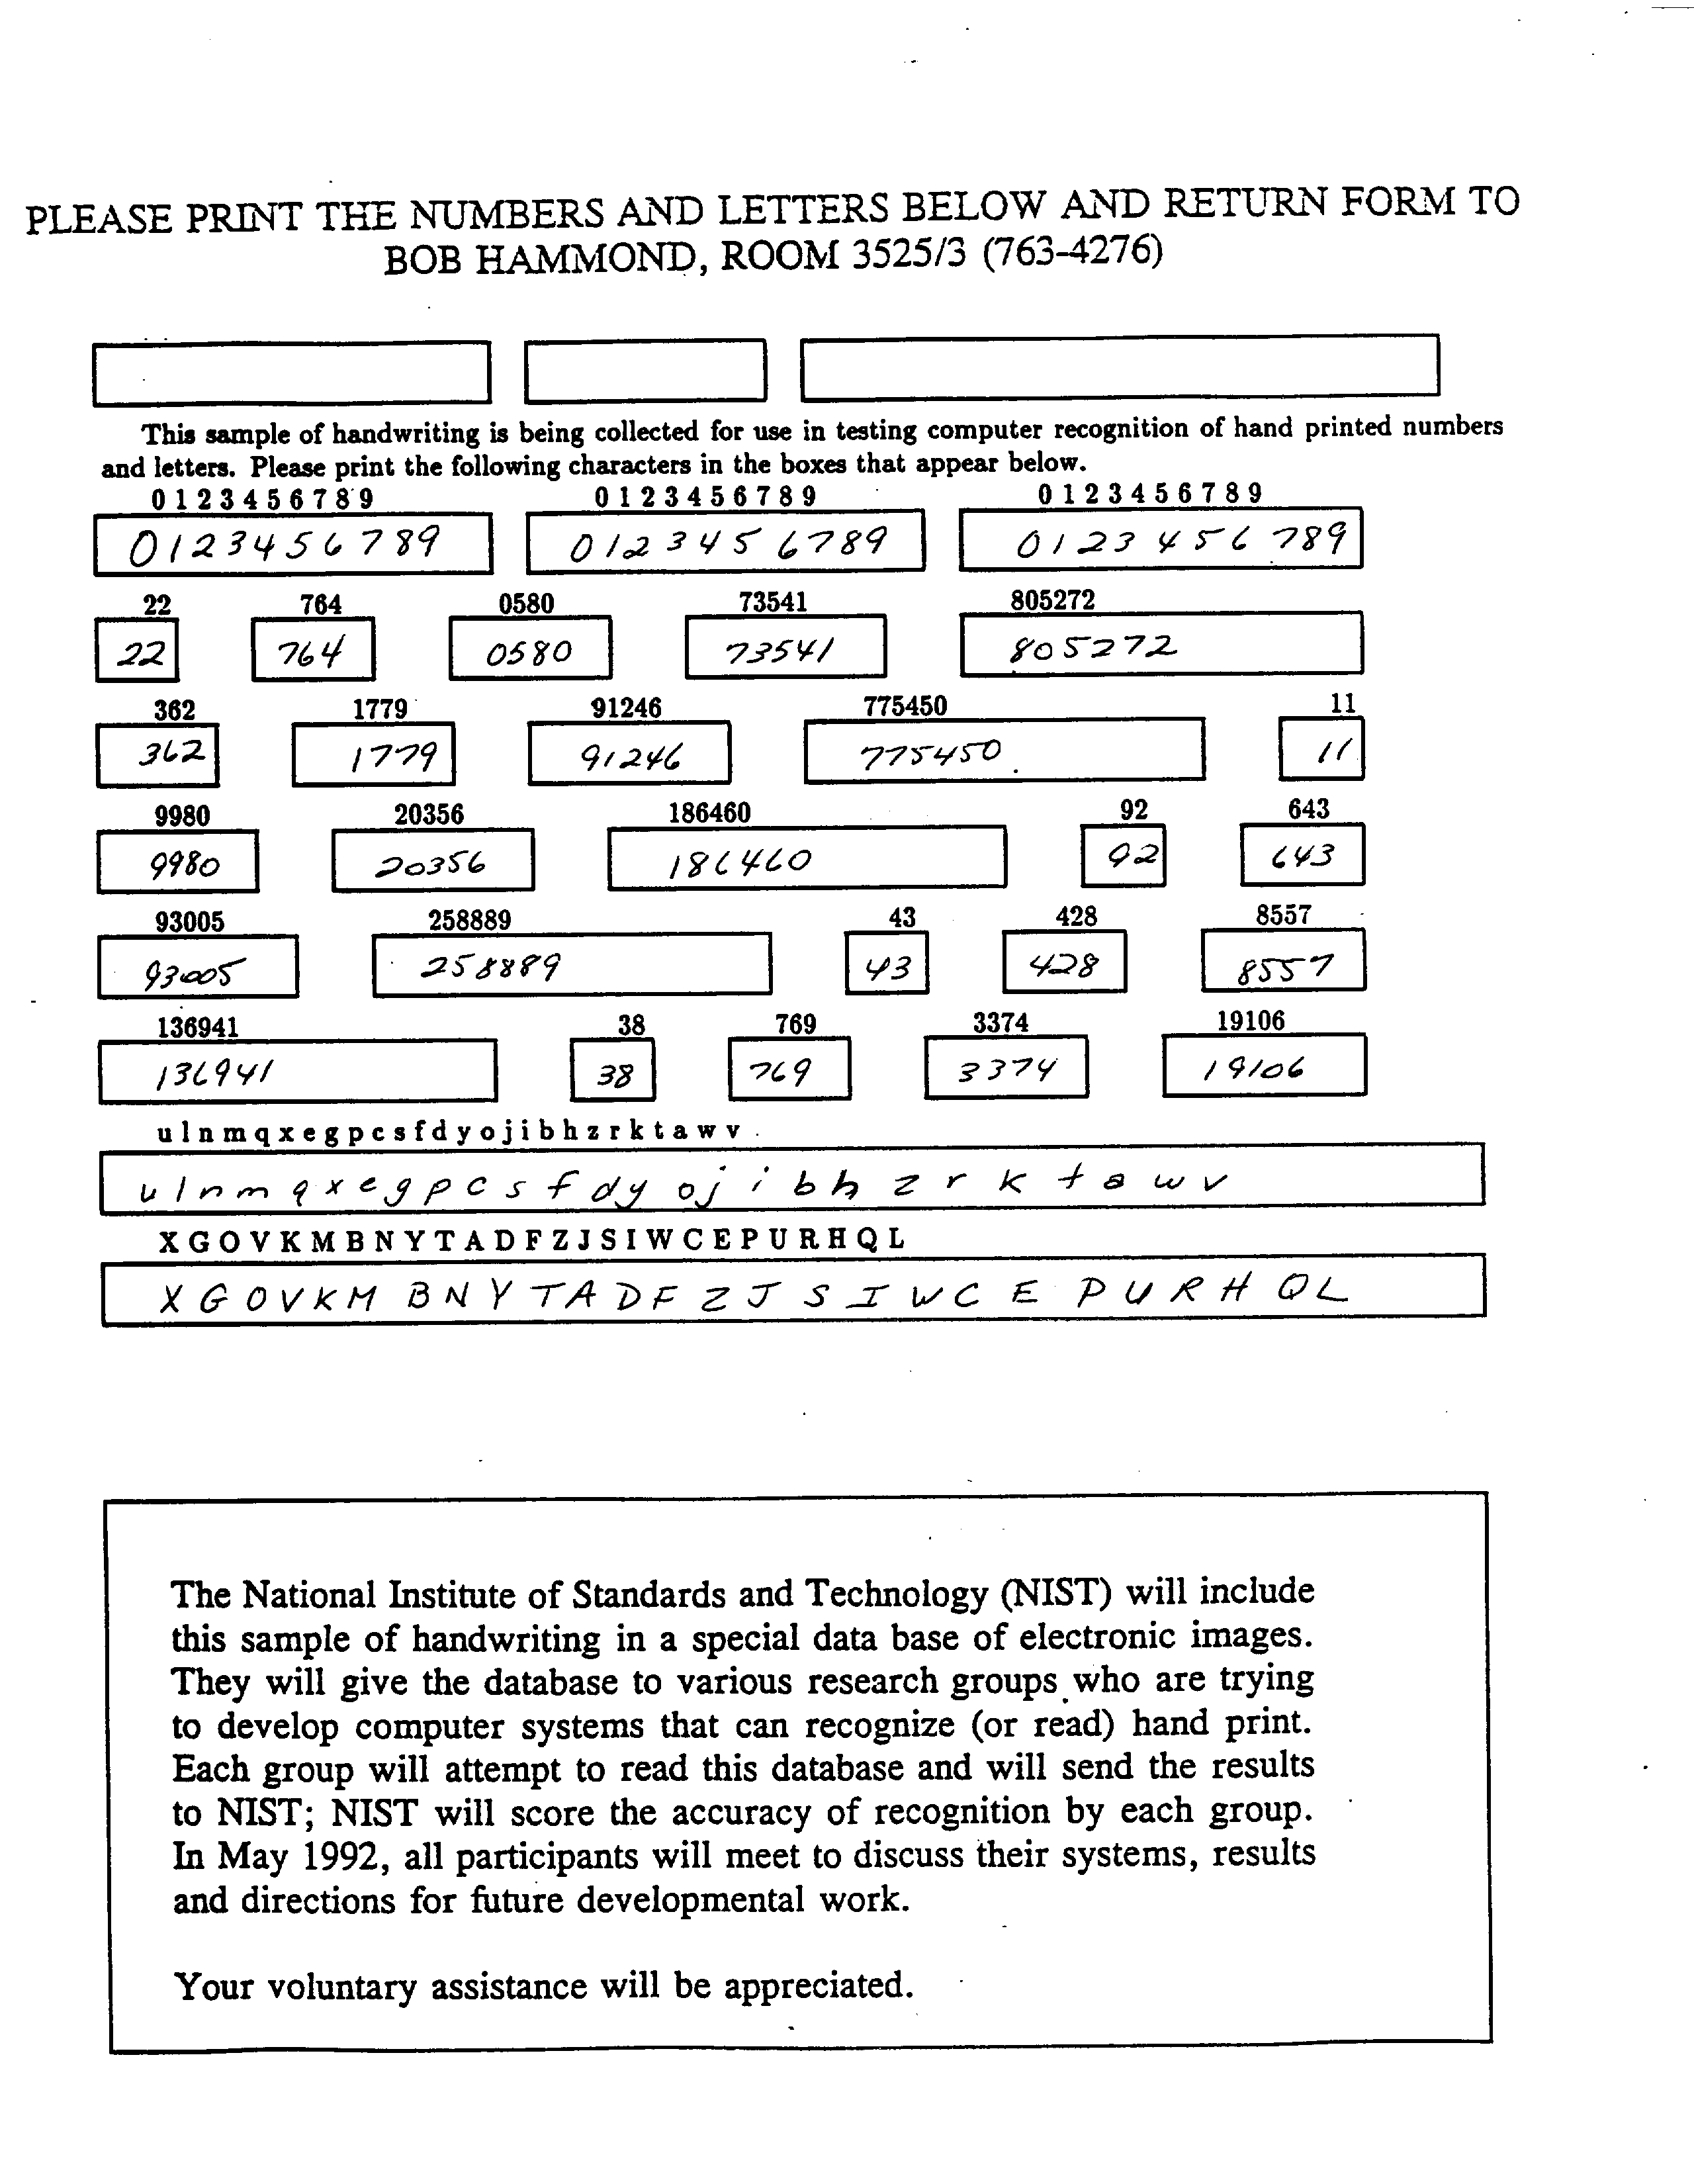 PLEASE PRINT THE NUMBERS AND LETTERS BELOW AND RETURN FORM TO
BOB HAMMOND, ROOM 3525/3 (763-4276)
This sample of handwriting is being collected for use in testing computer recognition of hand printed numbers
and letters. Please print the following characters in the boxes that appear below.
0 1 2 3 4 5 6 7 8 9 0 1 2 3 4 5 6 7 8 9 0 1 2 3 4 5 6 7 8 9
0123456789 0123456789 0123456789
22 764 0580 73541 805272
22 764 0580 73541 805272
362 1779 91246 775450 11
362 1779 91246 775450 11
9980 20356 186460 92 643
9980 20356 186460 92 643
93005 258889 43 428 8557
93005 258889 43 428 8557
136941 38 769 3374 19106
136941 38 769 3374 19106
u l n m q x e g p c s f d y o j i b h z r k t a w v
u l n m q x e g p c s f d y o j i b h z r k t a w v
X G O V K M B N Y T A D F Z J S I W C E P U R H Q L
X G O V K M B N Y T A D F Z J S I W C E P U R H Q L
The National Institute of Standards and Technology (NIST) will include
this sample of handwriting in a special data base of electronic images.
They will give the database to various research groups who are trying
to develop computer systems that can recognize (or read) hand print.
Each group will attempt to read this database and will send the results
to NIST; NIST will score the accuracy of recognition by each group.
In May 1992, all participants will meet to discuss their systems, results
and directions for future developmental work.
Your voluntary assistance will be appreciated.